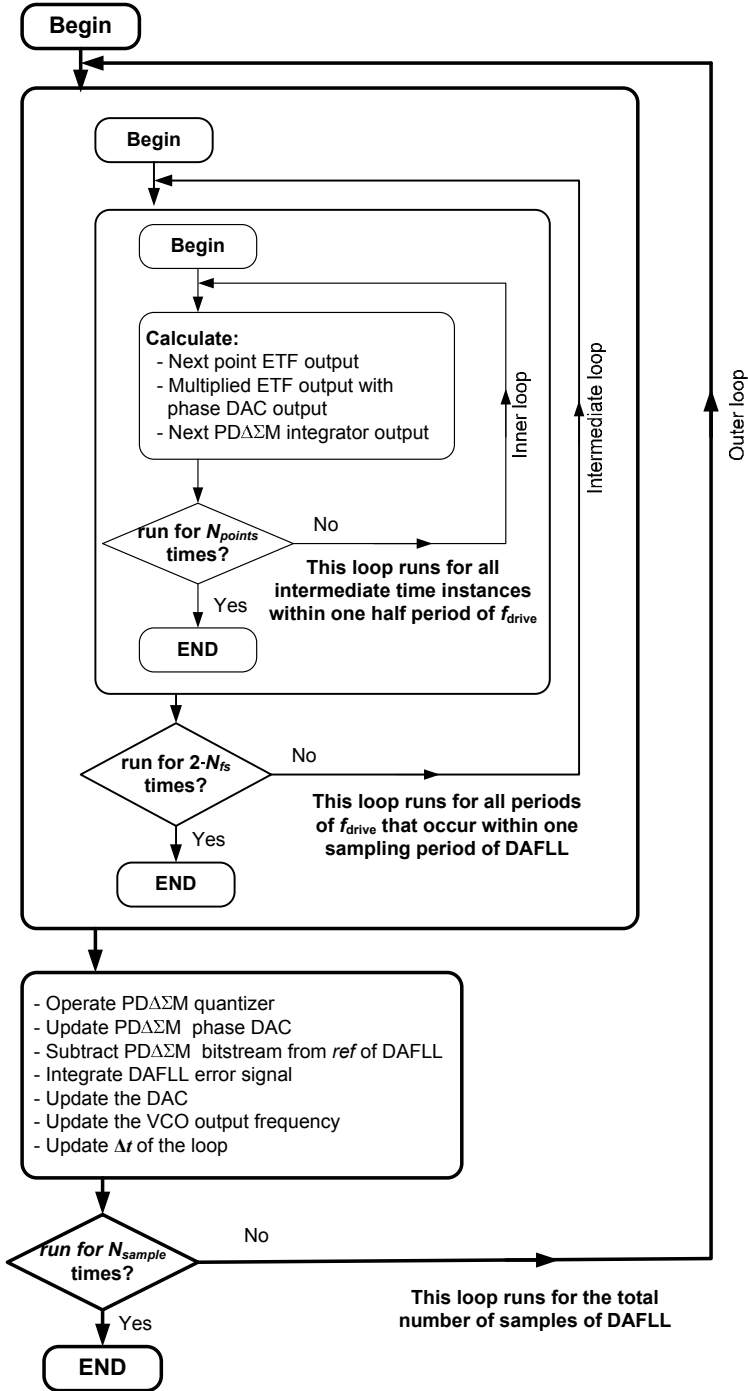 Begin
Begin
Begin
Calculate:
- Next point ETF output
- Multiplied ETF output with
phase DAC output
- Next PDΔΣM integrator output
Inner loop
Intermediate loop
Outer loop
run for Npoints
times?
No
This loop runs for all
intermediate time instances
within one half period of fdrive
Yes
END
run for 2·Nfs
times?
No
This loop runs for all periods
of fdrive that occur within one
sampling period of DAFLL
Yes
END
- Operate PDΔΣM quantizer
- Update PDΔΣM phase DAC
- Subtract PDΔΣM bitstream from ref of DAFLL
- Integrate DAFLL error signal
- Update the DAC
- Update the VCO output frequency
- Update Δt of the loop
run for Nsample
times?
No
This loop runs for the total
number of samples of DAFLL
Yes
END